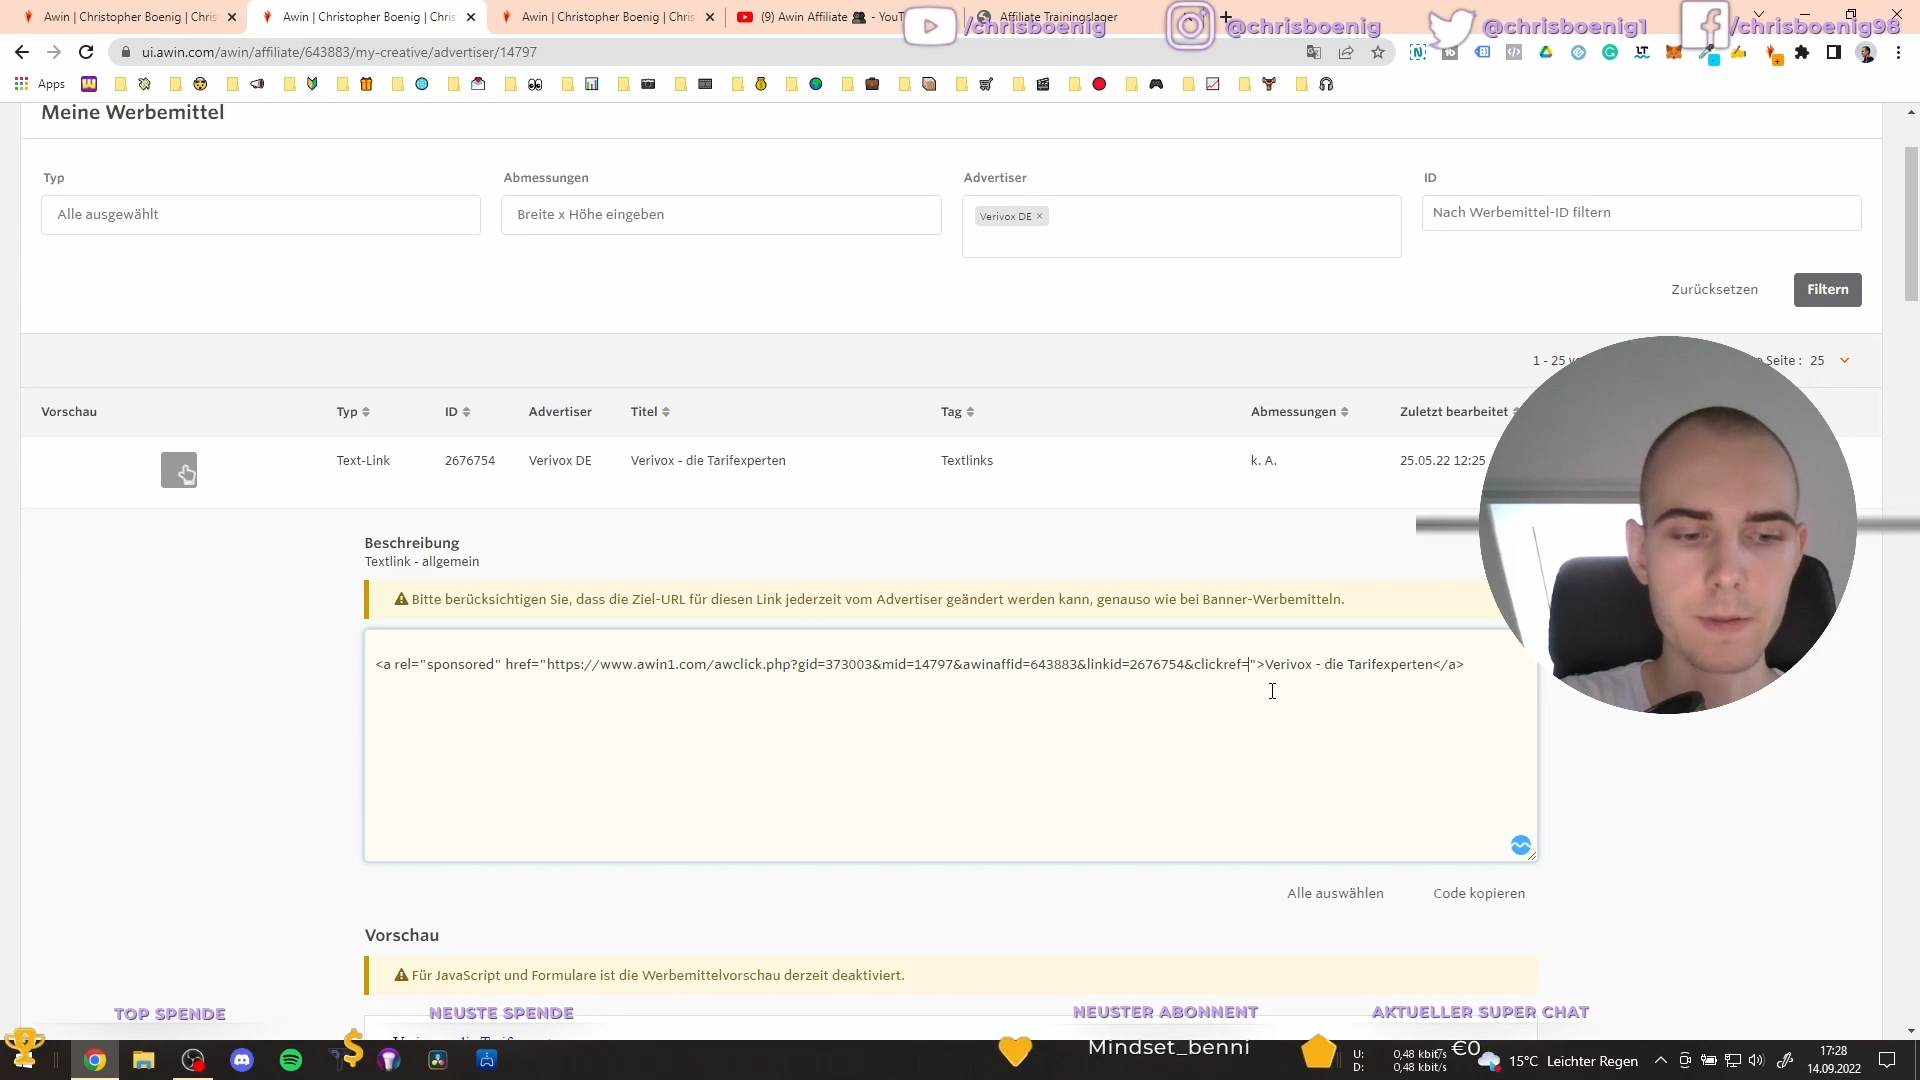 Awin | Christopher Boenig | Chris
Awin | Christopher Boenig | Chris
Awin | Christopher Boenig | Chris
(9) Awin Affiliate 👥 - YouT
Affiliate Trainingslager
/chrisboenig
@chrisboenig
@chrisboenig1
/chrisboenig98
ui.awin.com/awin/affiliate/643883/my-creative/advertiser/14797
Apps
Meine Werbemittel
Typ
Abmessungen
Advertiser
ID
Alle ausgewählt
Breite x Höhe eingeben
Verivox DE ×
Nach Werbemittel-ID filtern
Zurücksetzen
Filtern
1 - 25
Seite : 25
Vorschau
Typ
ID
Advertiser
Titel
Tag
Abmessungen
Zuletzt bearbeitet
Text-Link
2676754
Verivox DE
Verivox - die Tarifexperten
Textlinks
k. A.
25.05.22 12:25
Beschreibung
Textlink - allgemein
Bitte berücksichtigen Sie, dass die Ziel-URL für diesen Link jederzeit vom Advertiser geändert werden kann, genauso wie bei Banner-Werbemitteln.
<a rel="sponsored" href="https://www.awin1.com/awclick.php?gid=373003&mid=14797&awinaffid=643883&linkid=2676754&clickref=">Verivox - die Tarifexperten</a>
Alle auswählen
Code kopieren
Vorschau
Für JavaScript und Formulare ist die Werbemittelvorschau derzeit deaktiviert.
TOP SPENDE
NEUSTE SPENDE
NEUSTER ABONNENT
AKTUELLER SUPER CHAT
Mindset_benni
€0
U: 0,48 kbit/s
D: 0,48 kbit/s
15°C Leichter Regen
17:28
14.09.2022